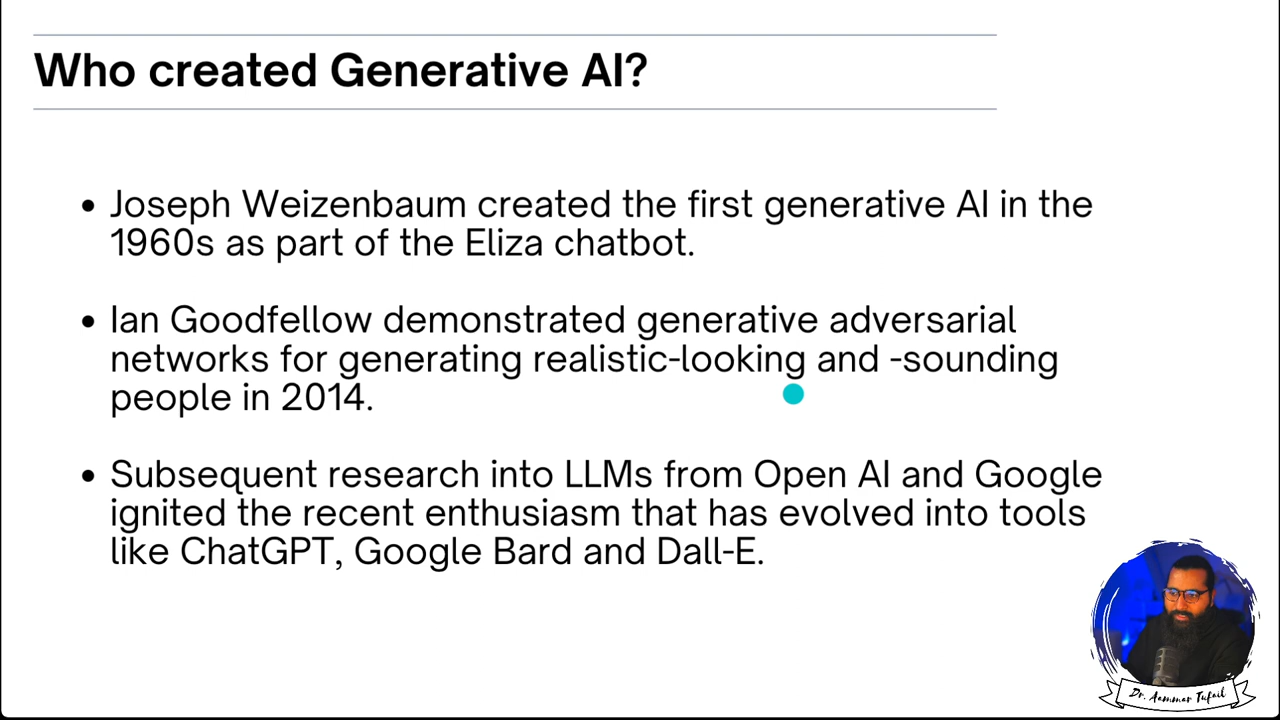 Who created Generative AI?
• Joseph Weizenbaum created the first generative AI in the
1960s as part of the Eliza chatbot.
• Ian Goodfellow demonstrated generative adversarial
networks for generating realistic-looking and -sounding
people in 2014.
• Subsequent research into LLMs from Open AI and Google
ignited the recent enthusiasm that has evolved into tools
like ChatGPT, Google Bard and Dall-E.
Dr. Aammar Tufail